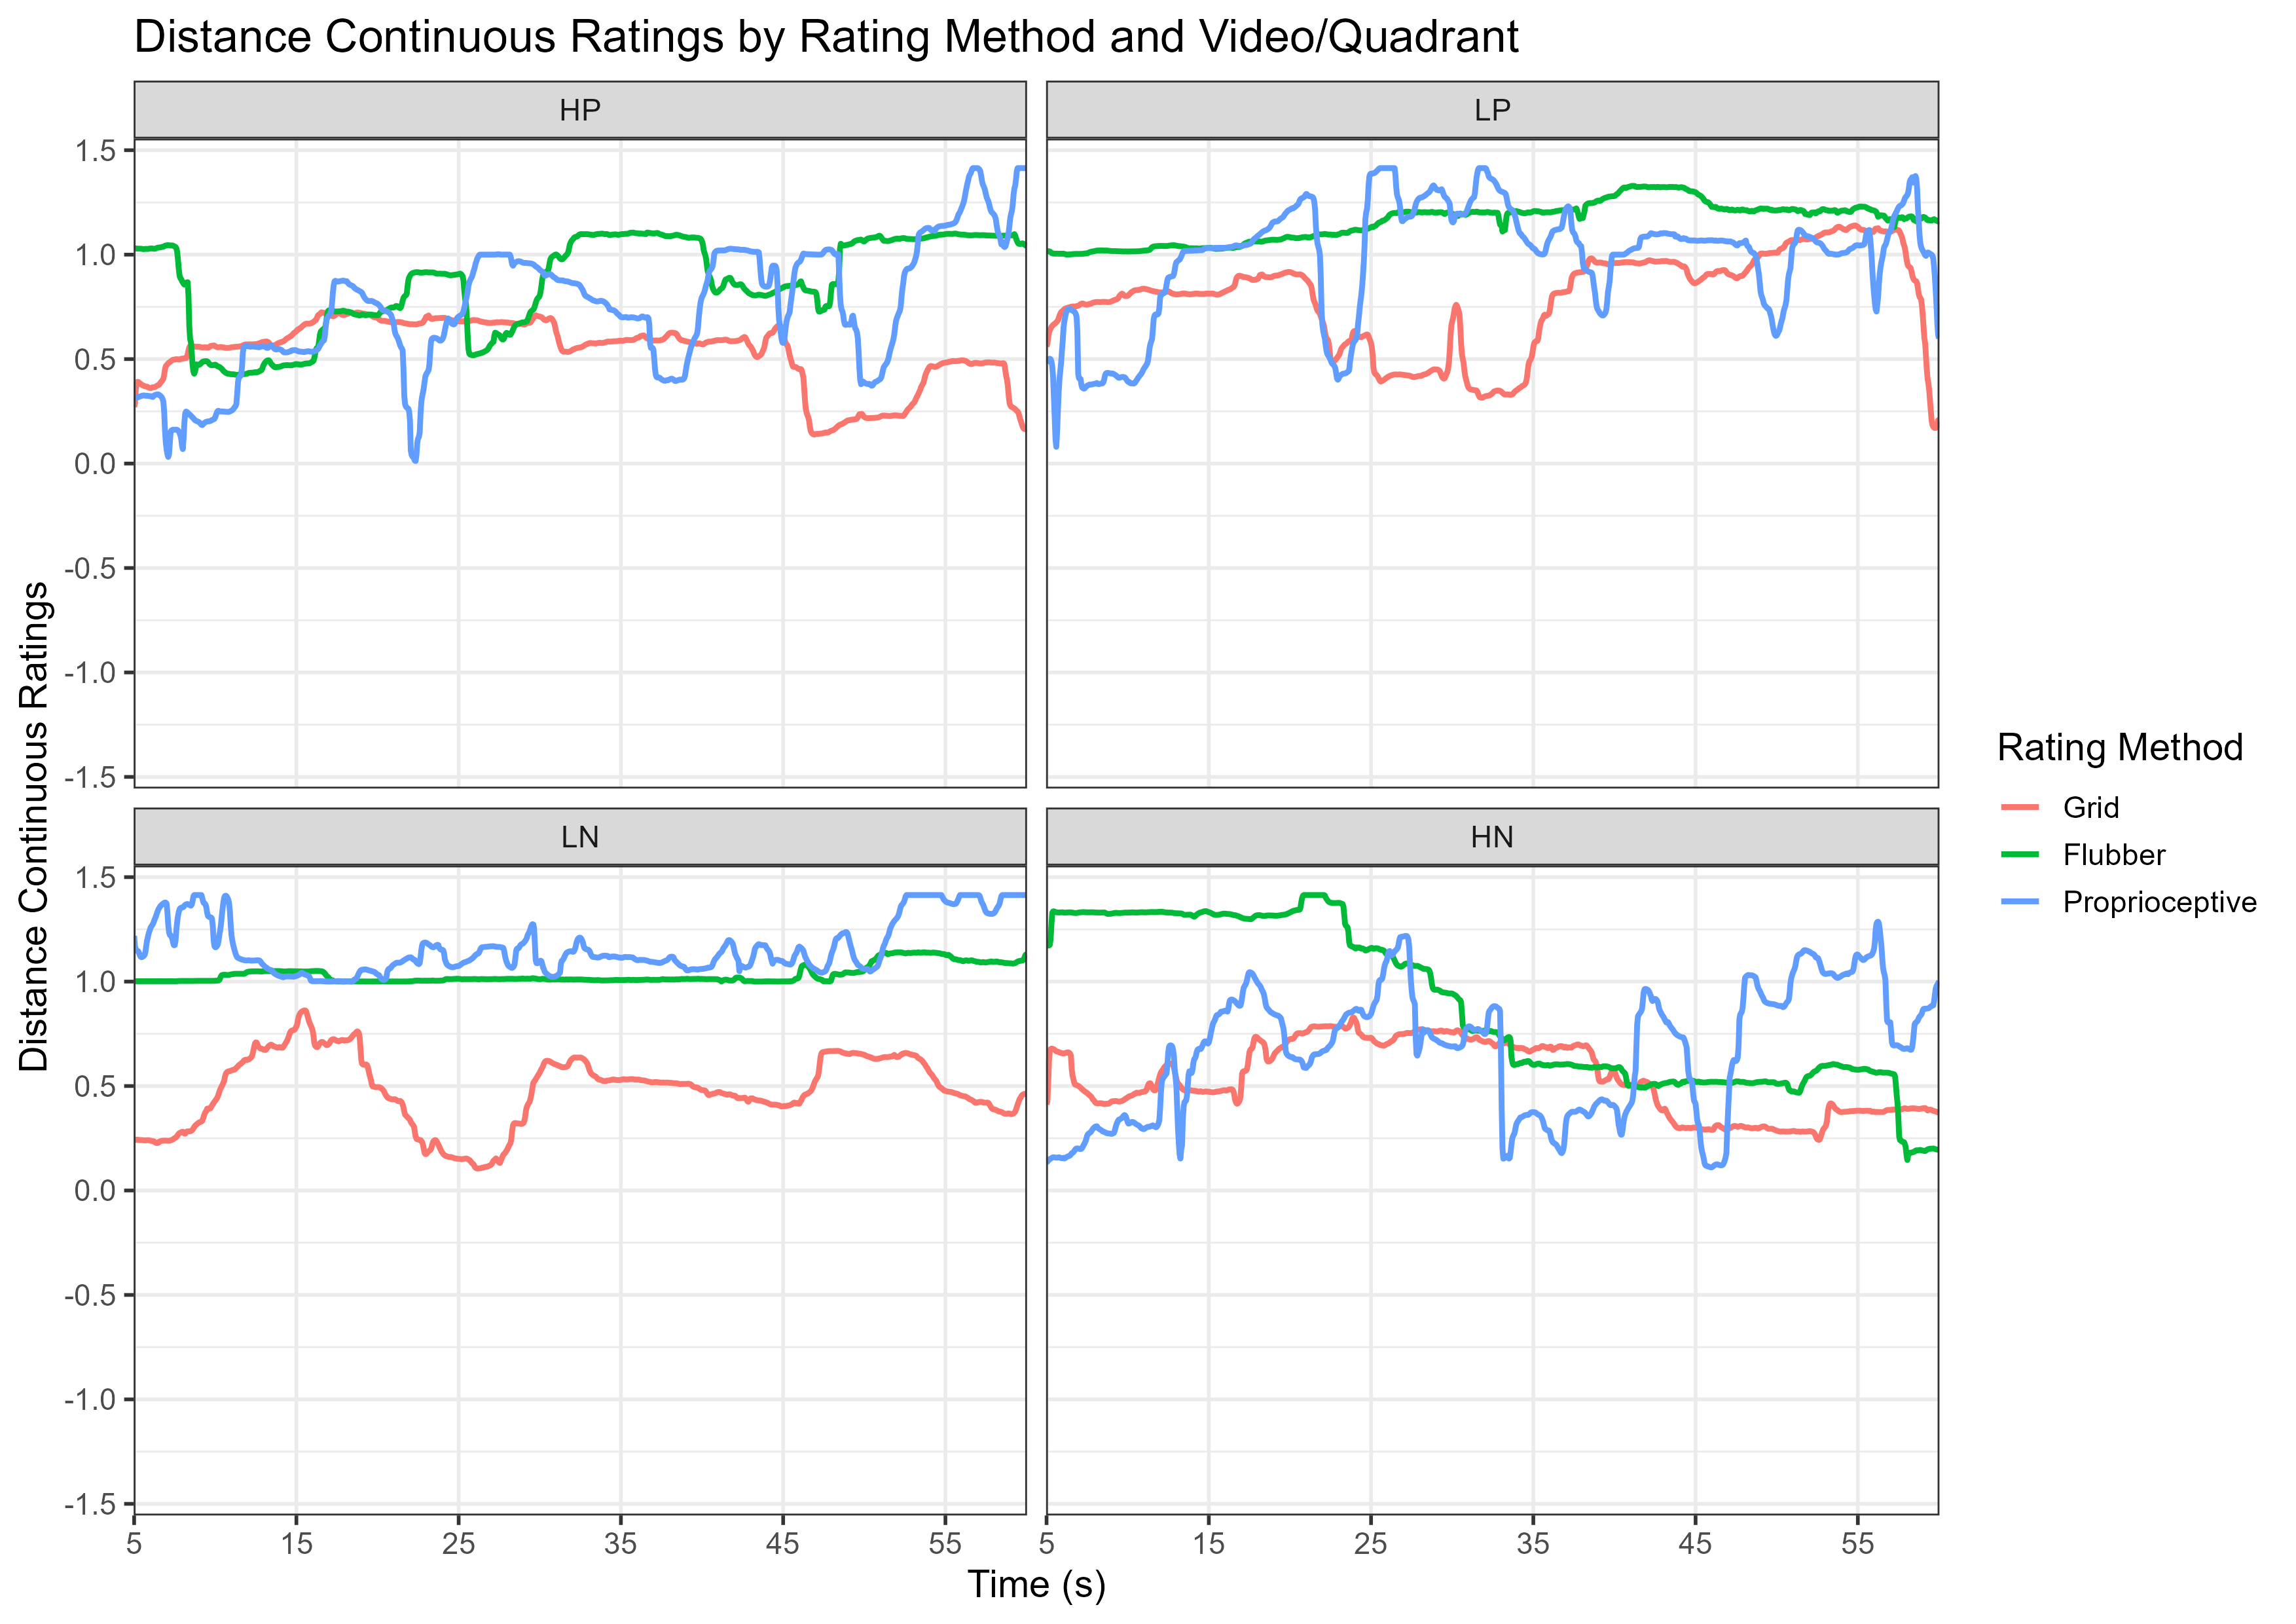 Distance Continuous Ratings by Rating Method and Video/Quadrant
HP
LP
1.5
1.0
0.5
0.0
-0.5
-1.0
-1.5
LN
HN
1.5
1.0
0.5
0.0
-0.5
-1.0
-1.5
5 15 25 35 45 55
5 15 25 35 45 55
Time (s)
Distance Continuous Ratings
Rating Method
Grid
Flubber
Proprioceptive